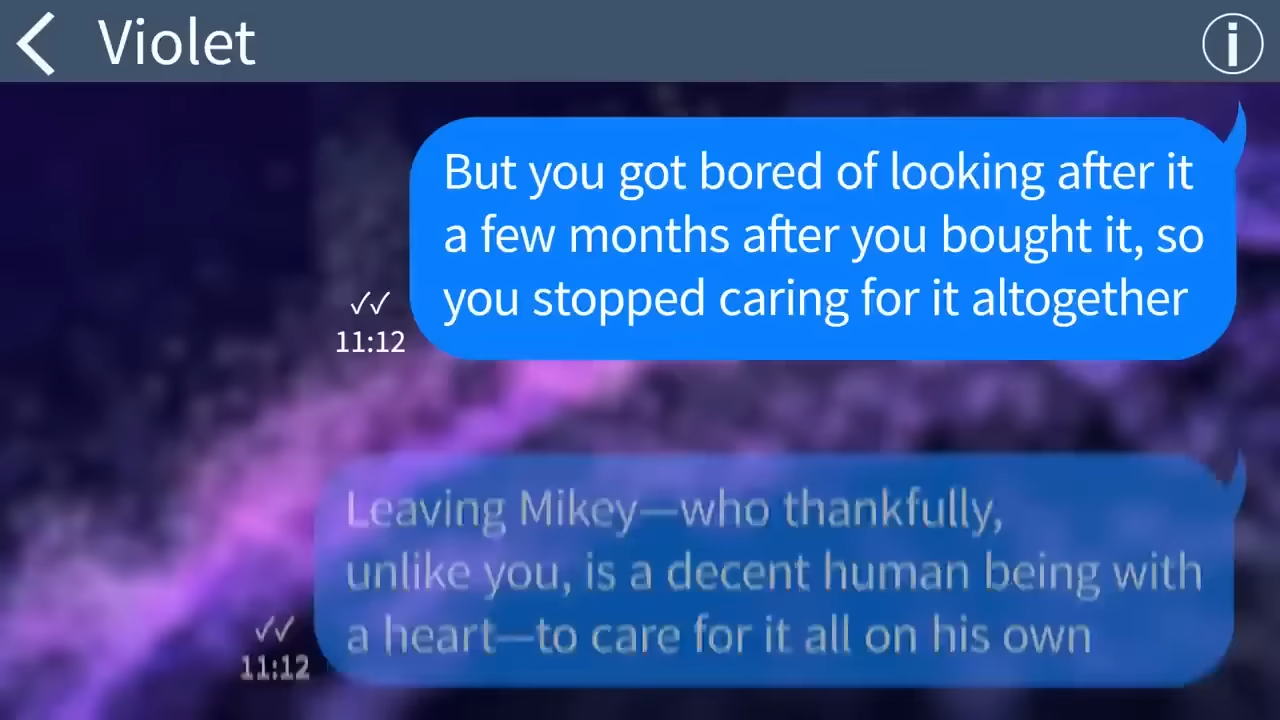 Violet
But you got bored of looking after it
a few months after you bought it, so
you stopped caring for it altogether
✓✓
11:12
Leaving Mikey—who thankfully,
unlike you, is a decent human being with
a heart—to care for it all on his own
✓✓
11:12